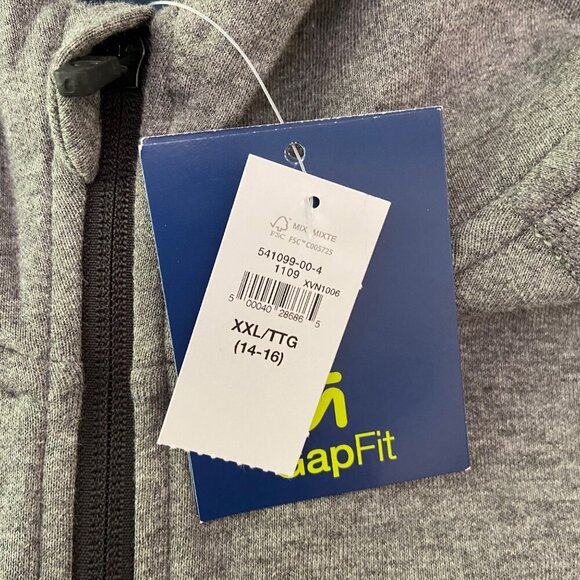 MIX | MIXTE
FSC FSC™ C005725
541099-00-4
1109 XVN1006
5 00040 28686 5
XXL/TTG
(14-16)
GapFit